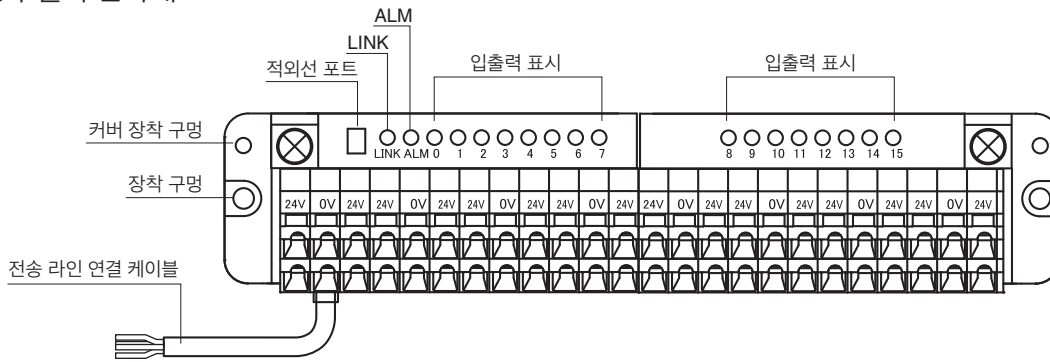 ALM
LINK
적외선 포트
입출력 표시
입출력 표시
커버 장착 구멍
LINK ALM 0 1 2 3 4 5 6 7
8 9 10 11 12 13 14 15
장착 구멍
24V 0V 24V 24V 0V 24V 24V 0V 24V 24V 0V 24V 24V 0V 24V 24V 0V 24V 24V 0V 24V 24V 0V 24V
전송 라인 연결 케이블